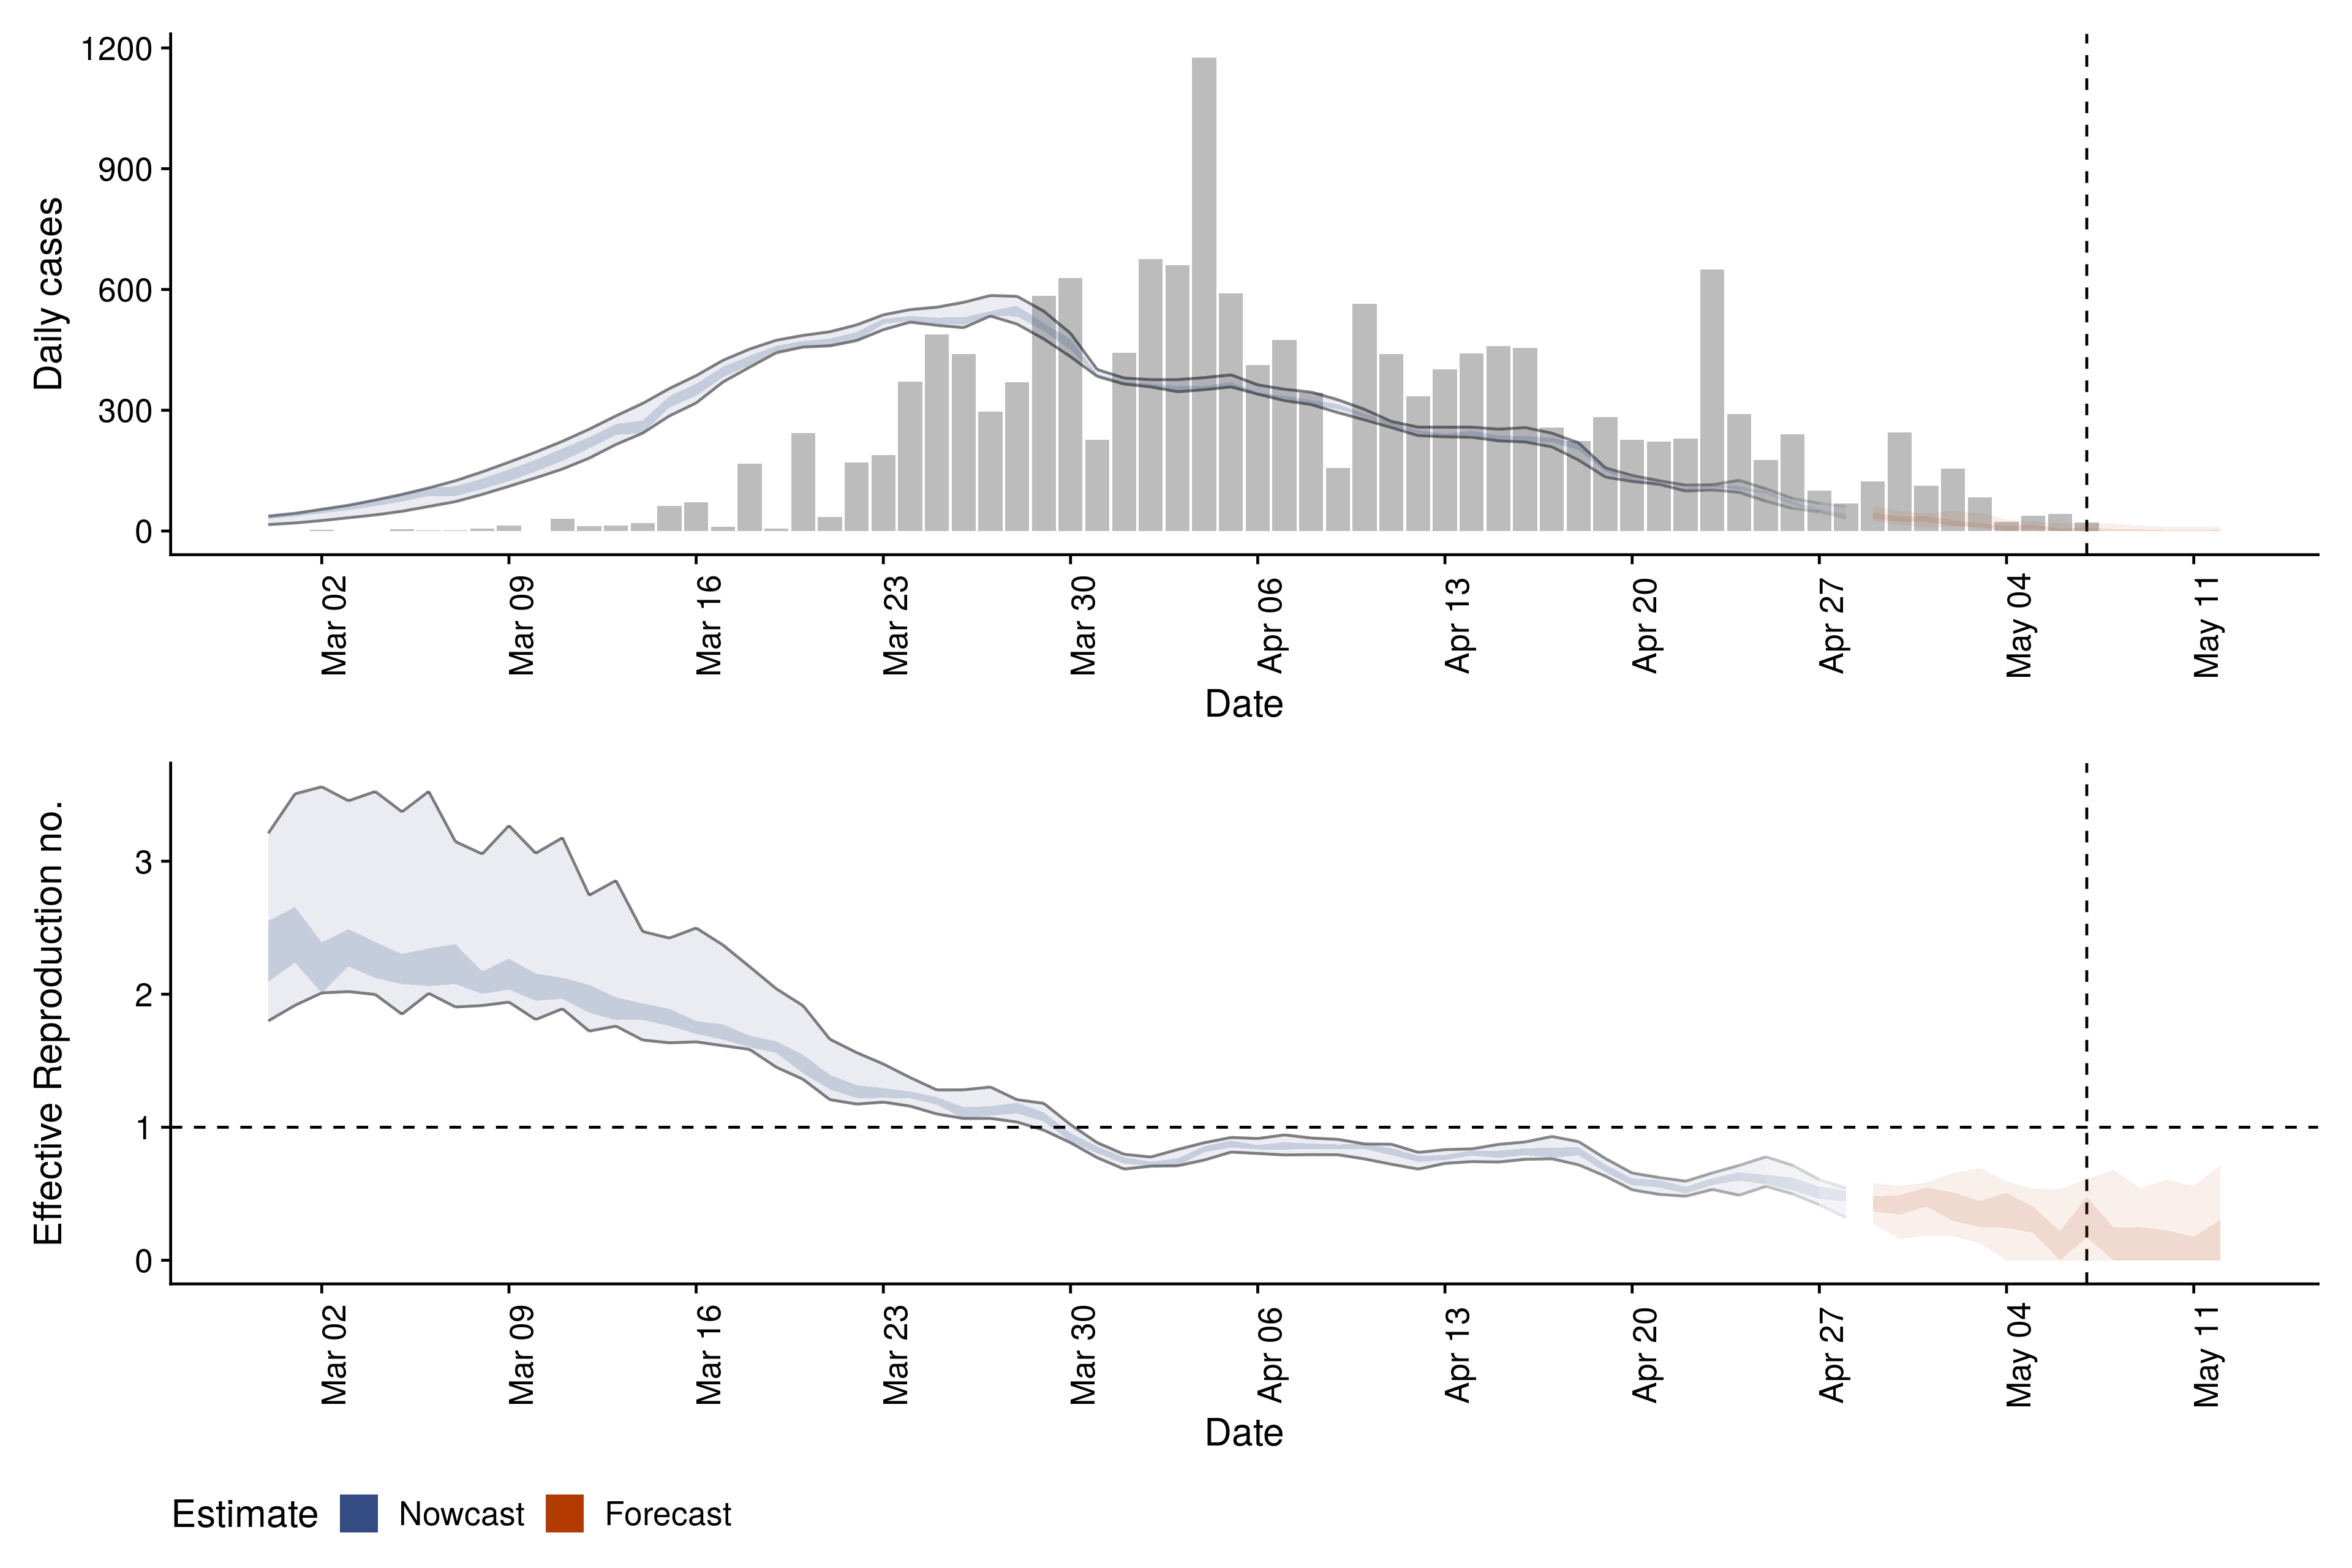 Daily cases
1200
900
600
300
0
Mar 02
Mar 09
Mar 16
Mar 23
Mar 30
Apr 06
Apr 13
Apr 20
Apr 27
May 04
May 11
Date
Effective Reproduction no.
3
2
1
0
Mar 02
Mar 09
Mar 16
Mar 23
Mar 30
Apr 06
Apr 13
Apr 20
Apr 27
May 04
May 11
Date
Estimate Nowcast Forecast